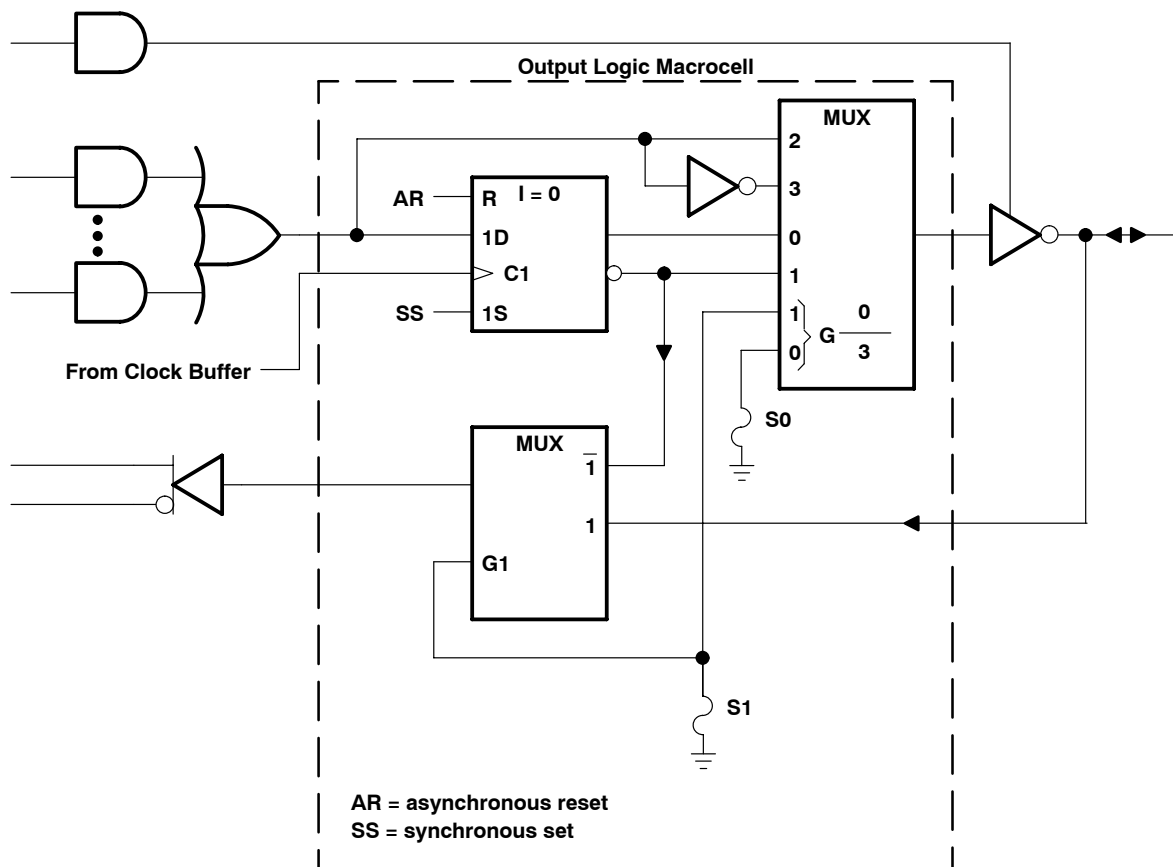 Output Logic Macrocell
MUX
2
3
0
1
1
0
G 0
3
AR
R
I = 0
1D
C1
SS
1S
From Clock Buffer
S0
MUX
1̅
1
G1
S1
AR = asynchronous reset
SS = synchronous set